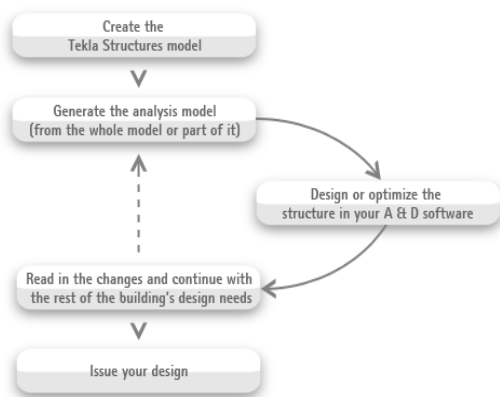 Create the
Tekla Structures model
Generate the analysis model
(from the whole model or part of it)
Design or optimize the
structure in your A & D software
Read in the changes and continue with
the rest of the building's design needs
Issue your design